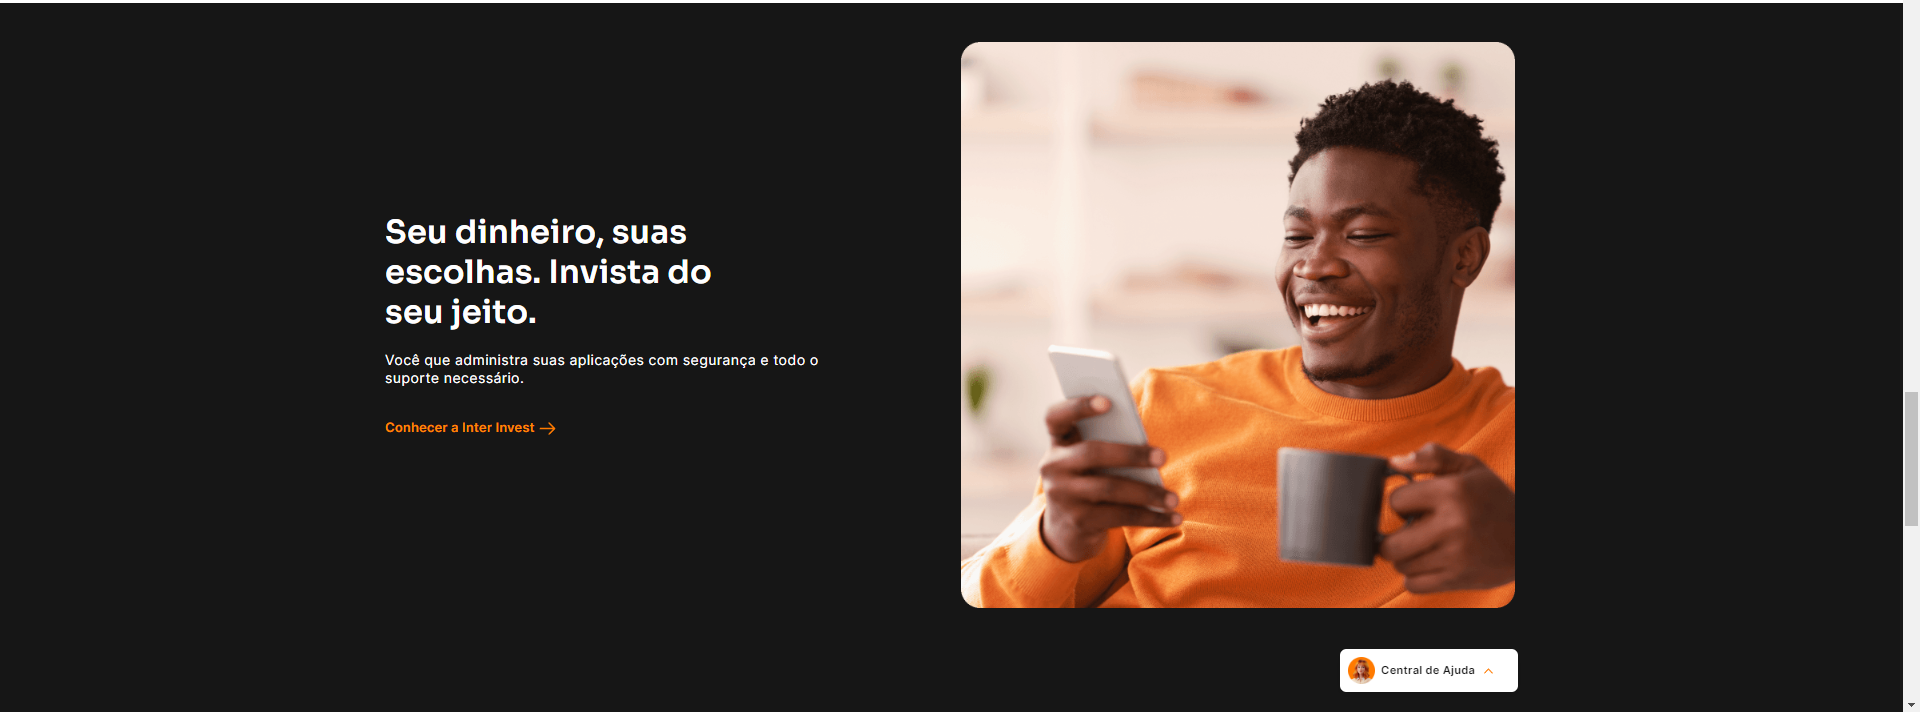 Seu dinheiro, suas
escolhas. Invista do
seu jeito.
Você que administra suas aplicações com segurança e todo o
suporte necessário.
Conhecer a Inter Invest
Central de Ajuda